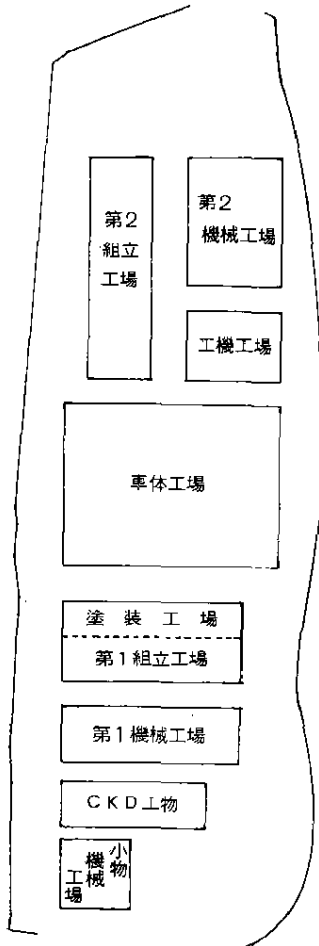 第2
組立
工場
第2
機械工場
工機工場
車体工場
塗装工場
第1組立工場
第1機械工場
CKD工物
小物
機械
工場